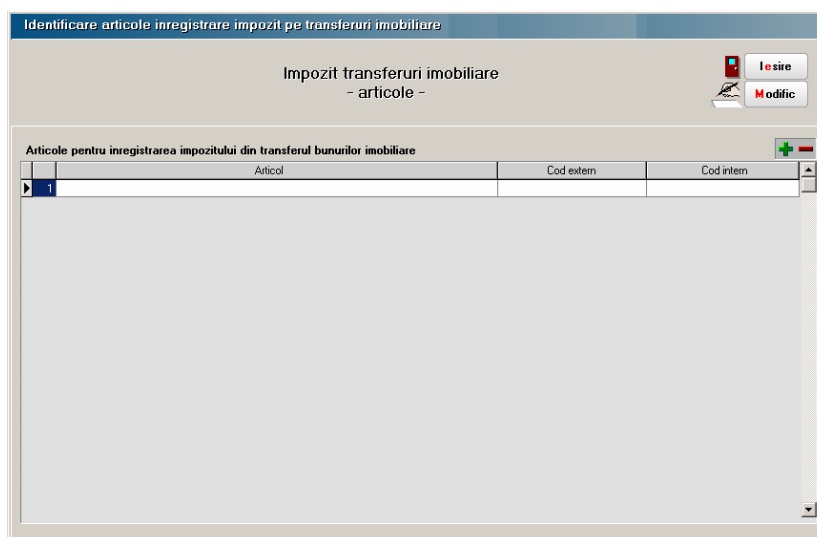 Identificare articole inregistrare impozit pe transferuri imobiliare
Impozit transferuri imobiliare
- articole -
Iesire
Modific
Articole pentru inregistrarea impozitului din transferul bunurilor imobiliare
Articol Cod extern Cod intern
1